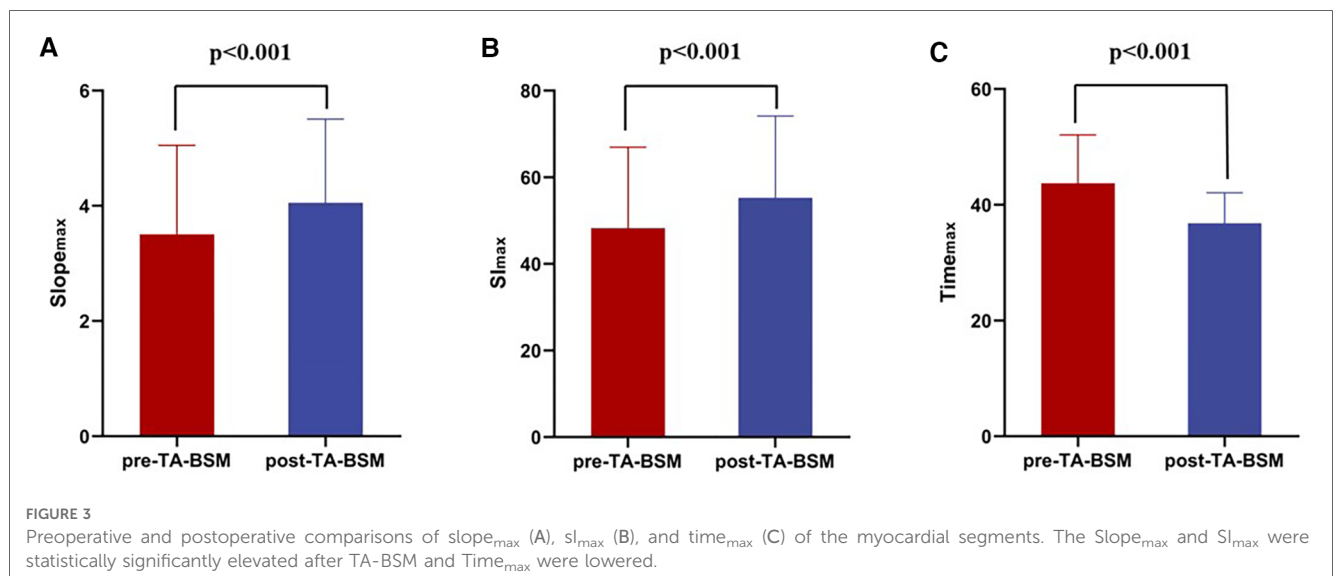 A
p<0.001
Slopemax
6
4
2
0
pre-TA-BSM post-TA-BSM
B
p<0.001
SImax
80
60
40
20
0
pre-TA-BSM post-TA-BSM
C
p<0.001
Timemax
60
40
20
0
pre-TA-BSM post-TA-BSM
FIGURE 3
Preoperative and postoperative comparisons of slopemax (A), sImax (B), and timemax (C) of the myocardial segments. The Slopemax and SImax were
statistically significantly elevated after TA-BSM and Timemax were lowered.